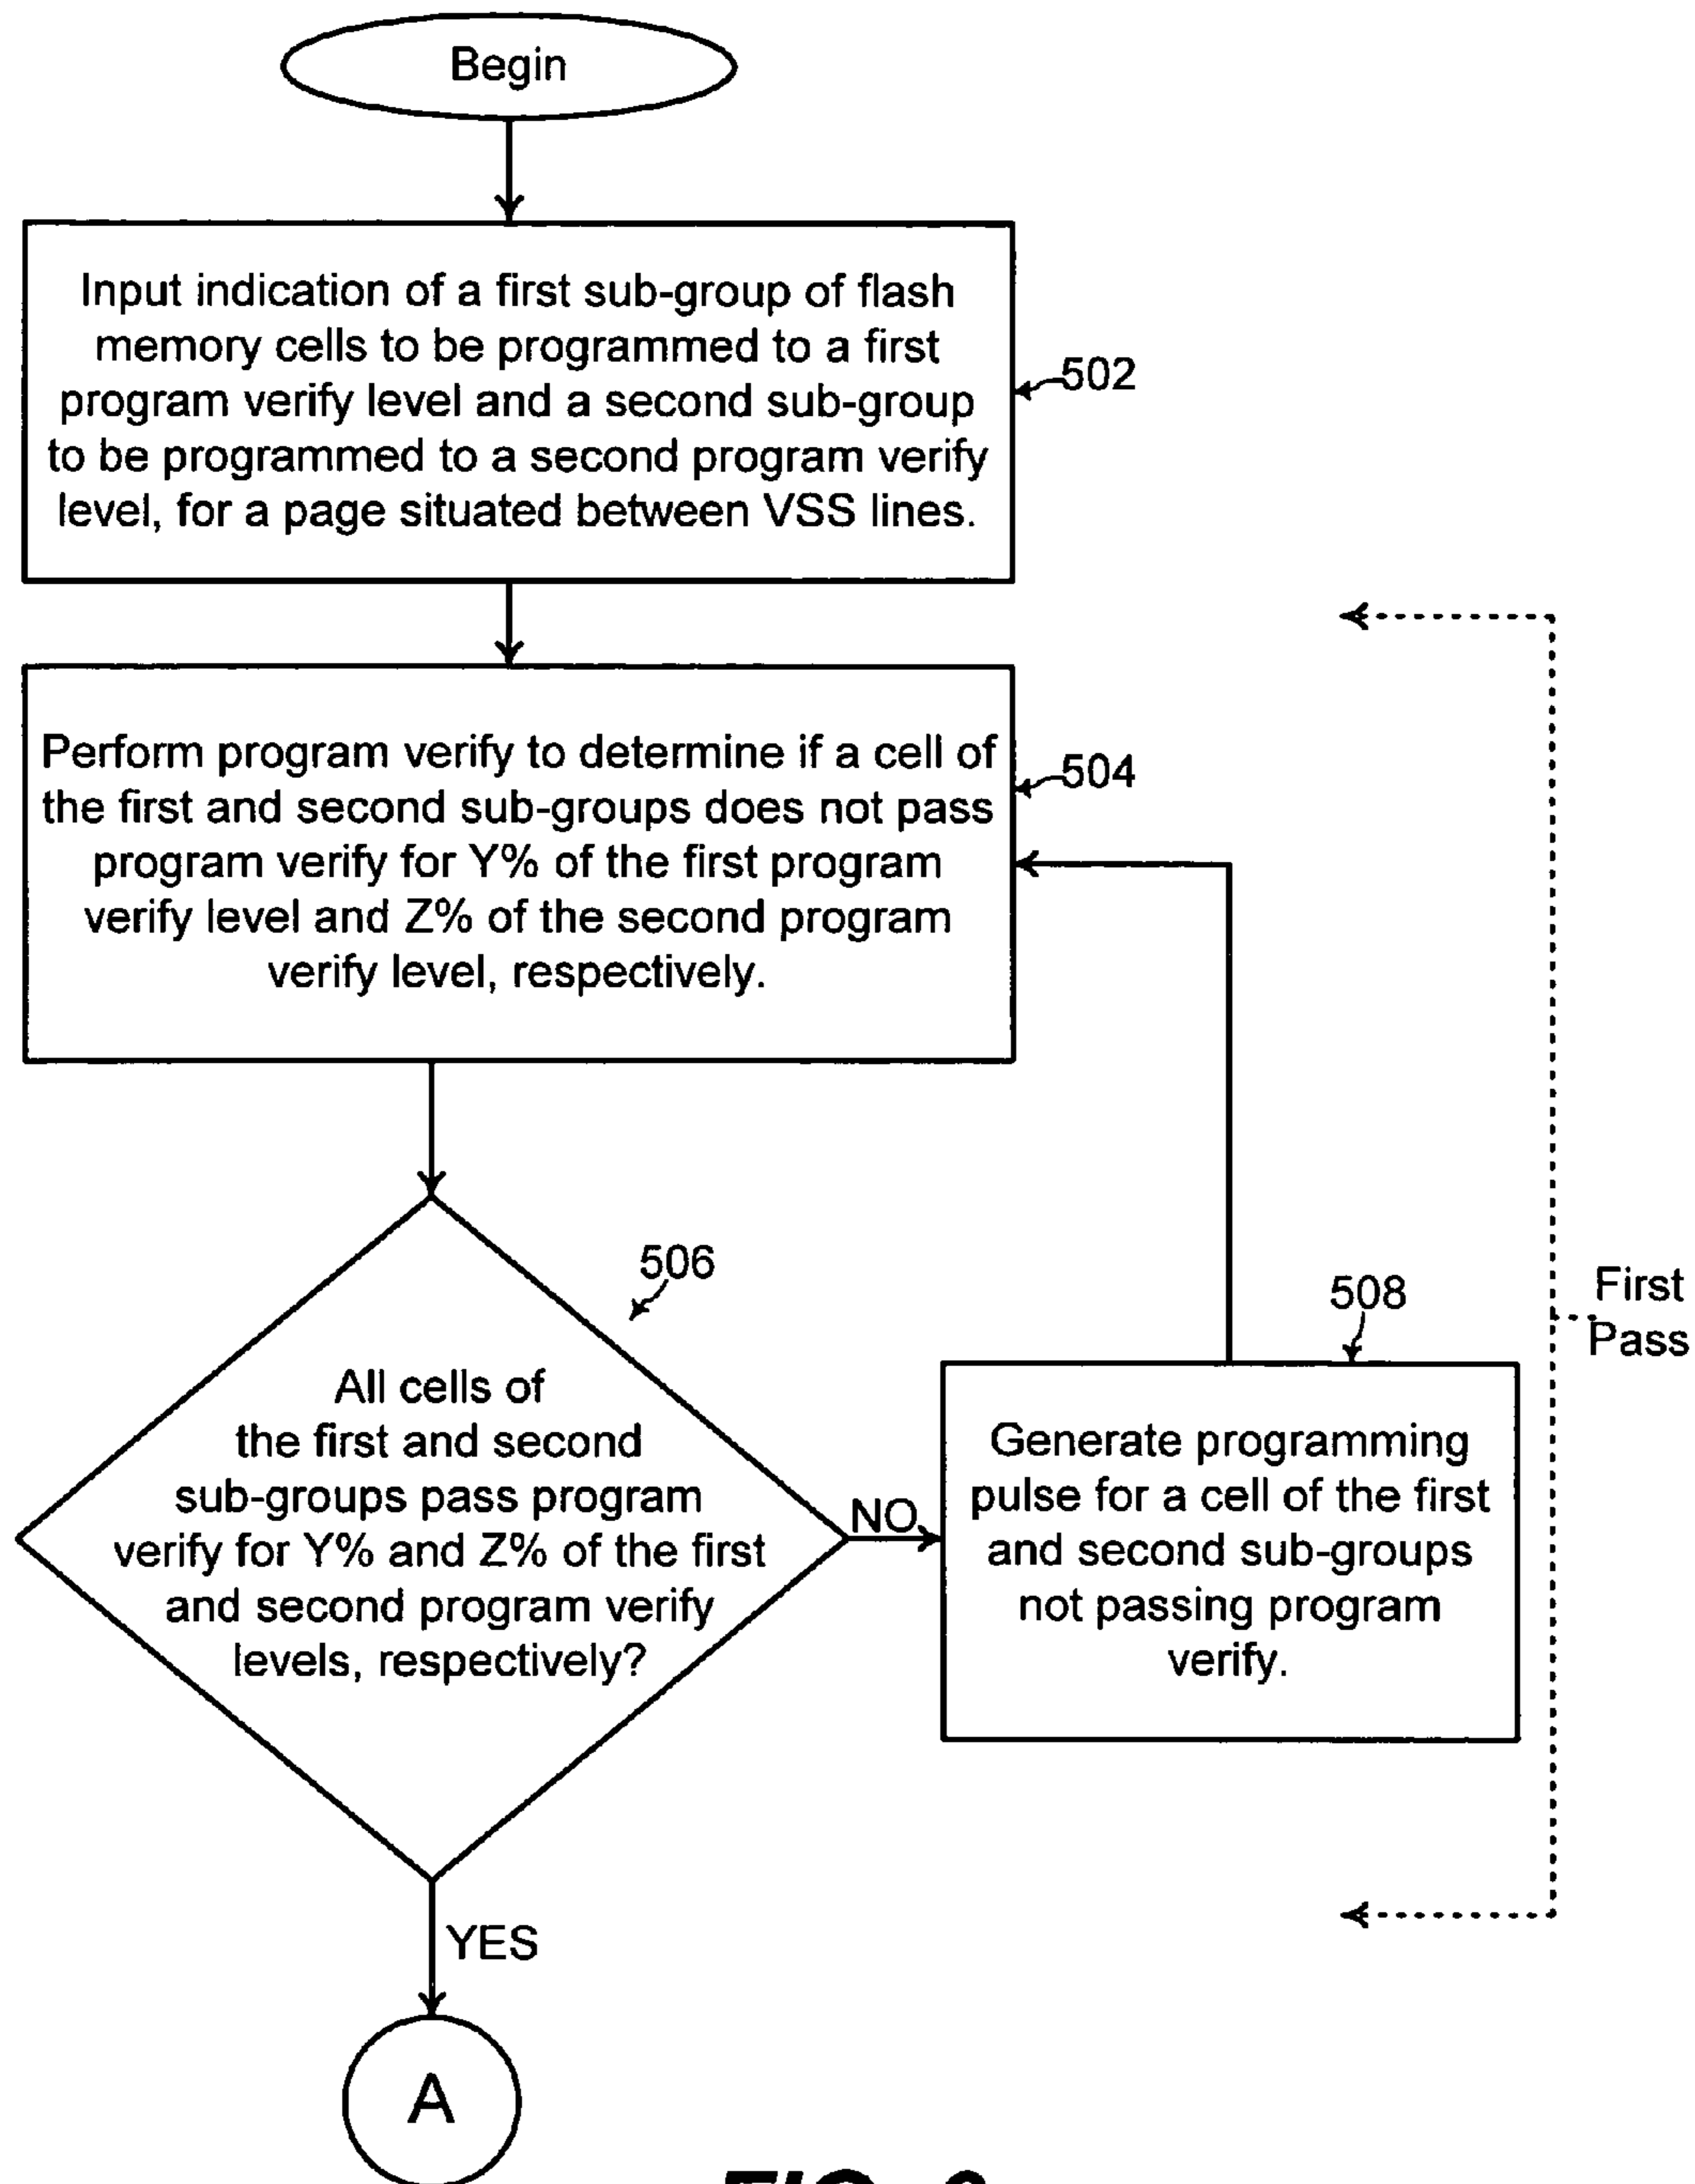 Begin
Input indication of a first sub-group of flash
memory cells to be programmed to a first
program verify level and a second sub-group
to be programmed to a second program verify
level, for a page situated between VSS lines.
502
Perform program verify to determine if a cell of
the first and second sub-groups does not pass
program verify for Y% of the first program
verify level and Z% of the second program
verify level, respectively.
504
506
All cells of
the first and second
sub-groups pass program
verify for Y% and Z% of the first
and second program verify
levels, respectively?
NO
508
Generate programming
pulse for a cell of the first
and second sub-groups
not passing program
verify.
First
Pass
YES
A